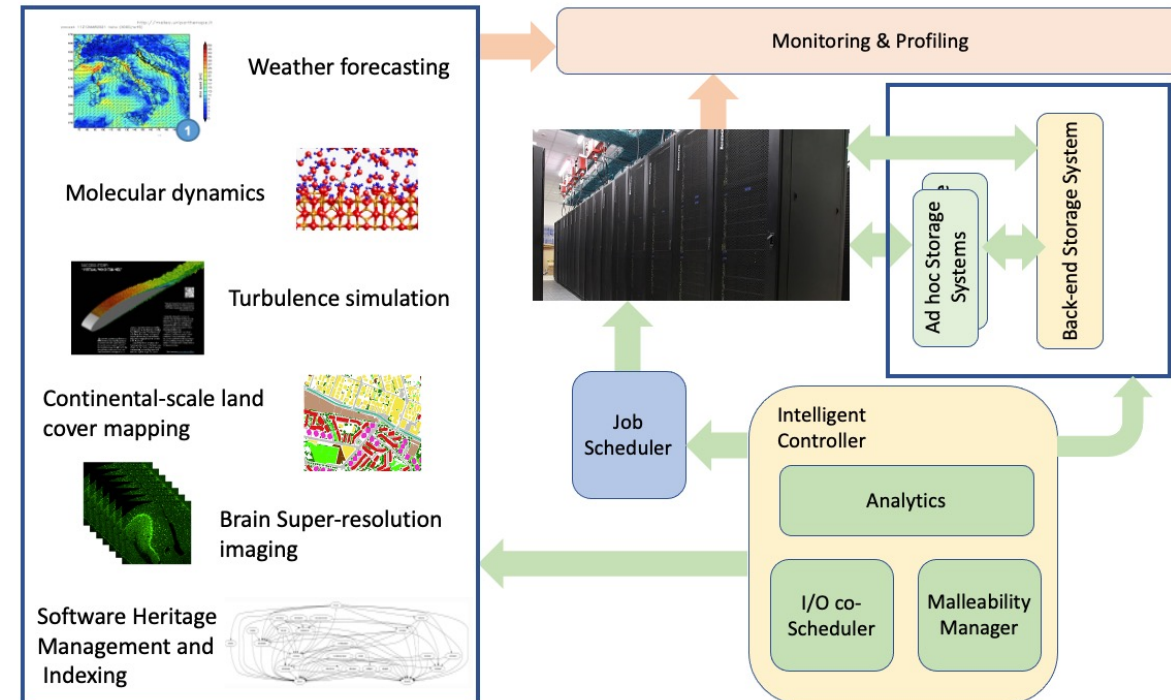 Weather forecasting
1
Molecular dynamics
Turbulence simulation
Continental-scale land
cover mapping
Brain Super-resolution
imaging
Software Heritage
Management and
Indexing
Monitoring & Profiling
Ad hoc Storage
Systems
Back-end Storage System
Job
Scheduler
Intelligent
Controller
Analytics
I/O co-
Scheduler
Malleability
Manager